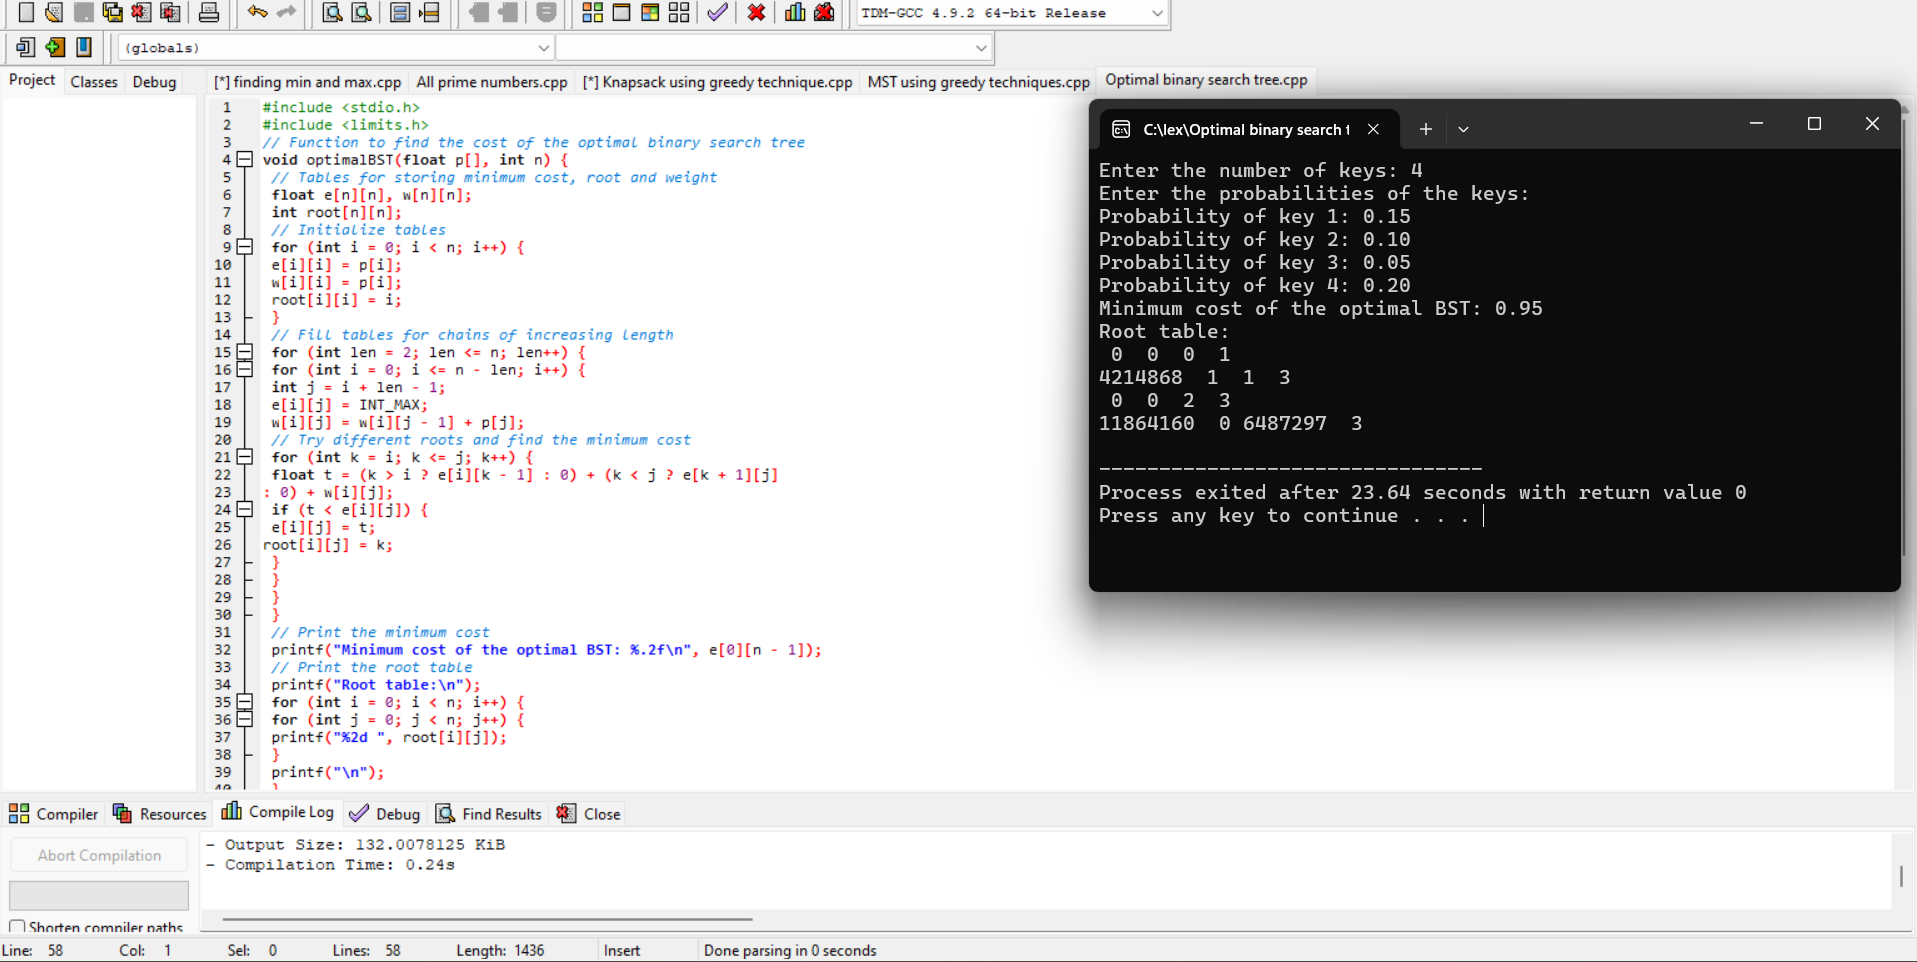 TDM-GCC 4.9.2 64-bit Release
(globals)
Project Classes Debug
[*] finding min and max.cpp All prime numbers.cpp [*] Knapsack using greedy technique.cpp MST using greedy techniques.cpp Optimal binary search tree.cpp
1 #include <stdio.h>
2 #include <limits.h>
3 // Function to find the cost of the optimal binary search tree
4 void optimalBST(float p[], int n) {
5 // Tables for storing minimum cost, root and weight
6 float e[n][n], w[n][n];
7 int root[n][n];
8 // Initialize tables
9 for (int i = 0; i < n; i++) {
10 e[i][i] = p[i];
11 w[i][i] = p[i];
12 root[i][i] = i;
13 }
14 // Fill tables for chains of increasing length
15 for (int len = 2; len <= n; len++) {
16 for (int i = 0; i <= n - len; i++) {
17 int j = i + len - 1;
18 e[i][j] = INT_MAX;
19 w[i][j] = w[i][j - 1] + p[j];
20 // Try different roots and find the minimum cost
21 for (int k = i; k <= j; k++) {
22 float t = (k > i ? e[i][k - 1] : 0) + (k < j ? e[k + 1][j]
23 : 0) + w[i][j];
24 if (t < e[i][j]) {
25 e[i][j] = t;
26 root[i][j] = k;
27 }
28 }
29 }
30 }
31 // Print the minimum cost
32 printf("Minimum cost of the optimal BST: %.2f\n", e[0][n - 1]);
33 // Print the root table
34 printf("Root table:\n");
35 for (int i = 0; i < n; i++) {
36 for (int j = 0; j < n; j++) {
37 printf("%2d ", root[i][j]);
38 }
39 printf("\n");
40 }
C:\lex\Optimal binary search t
Enter the number of keys: 4
Enter the probabilities of the keys:
Probability of key 1: 0.15
Probability of key 2: 0.10
Probability of key 3: 0.05
Probability of key 4: 0.20
Minimum cost of the optimal BST: 0.95
Root table:
0 0 0 1
4214868 1 1 3
0 0 2 3
11864160 0 6487297 3
--------------------------------
Process exited after 23.64 seconds with return value 0
Press any key to continue . . .
Compiler Resources Compile Log Debug Find Results Close
Abort Compilation
Shorten compiler paths
- Output Size: 132.0078125 KiB
- Compilation Time: 0.24s
Line: 58 Col: 1 Sel: 0 Lines: 58 Length: 1436 Insert Done parsing in 0 seconds